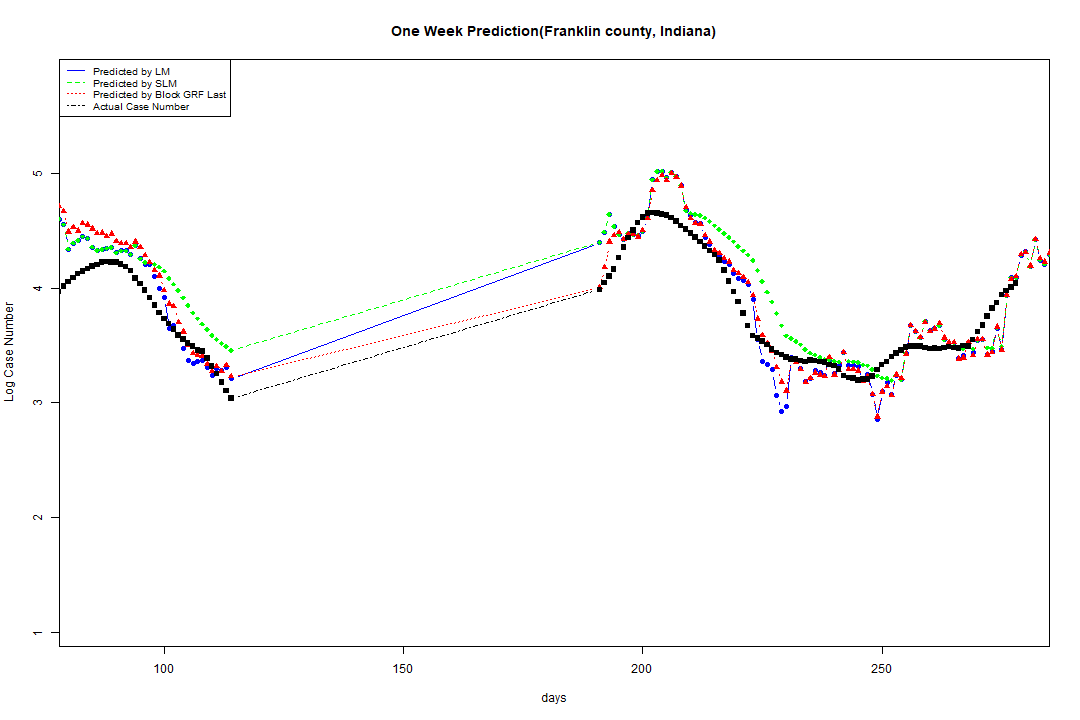 One Week Prediction(Franklin county, Indiana)
Predicted by LM
Predicted by SLM
Predicted by Block GRF Last
Actual Case Number
5
4
3
2
1
Log Case Number
100 150 200 250
days